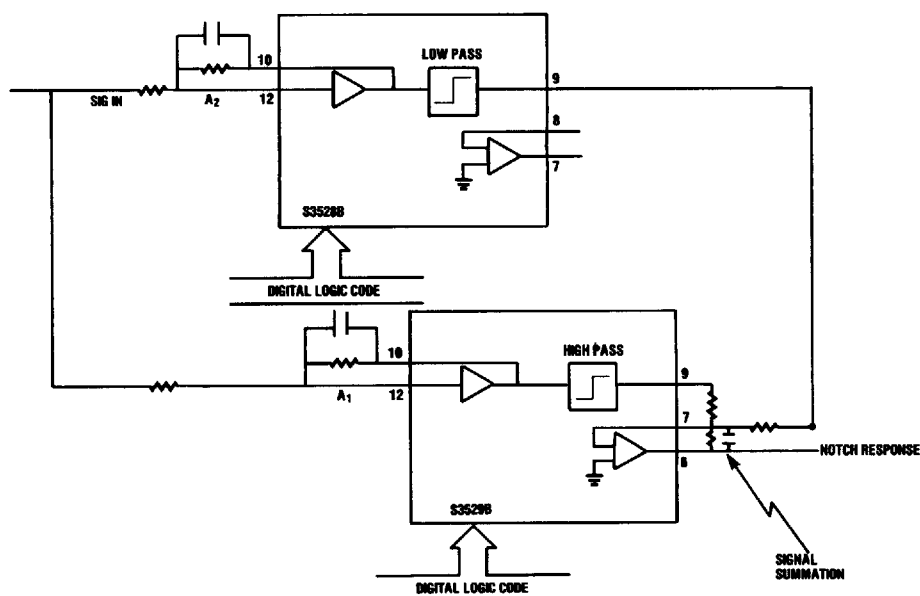 10
LOW PASS
9
SIG IN
A2
12
8
7
S3528B
DIGITAL LOGIC CODE
10
HIGH PASS
9
A1
12
7
NOTCH RESPONSE
6
S3529B
SIGNAL
SUMMATION
DIGITAL LOGIC CODE